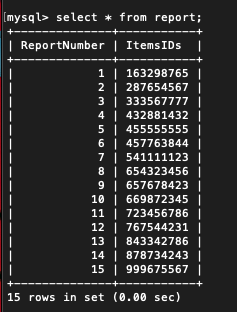 [mysql> select * from report;
+--------------+-----------+
| ReportNumber | ItemsIDs  |
+--------------+-----------+
|            1 | 163298765 |
|            2 | 287654567 |
|            3 | 333567777 |
|            4 | 432881432 |
|            5 | 455555555 |
|            6 | 457763844 |
|            7 | 541111123 |
|            8 | 654323456 |
|            9 | 657678423 |
|           10 | 669872345 |
|           11 | 723456786 |
|           12 | 767544231 |
|           13 | 843342786 |
|           14 | 878734243 |
|           15 | 999675567 |
+--------------+-----------+
15 rows in set (0.00 sec)